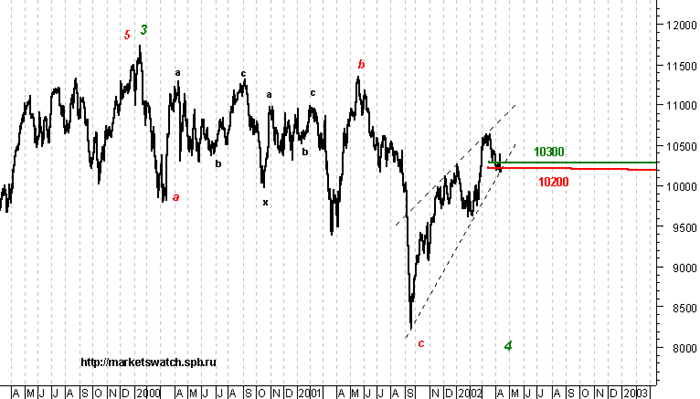 12000
5 3
11500
b
a c a c
11000
10500
b b
10300
10200
10000
a x
9500
9000
8500
c 4
8000
http://marketswatch.spb.ru
A M J J A S O N D 2000 A M J J A S O N D 2001 A M J J A S O N D 2002 A M J J A S O N D 2003